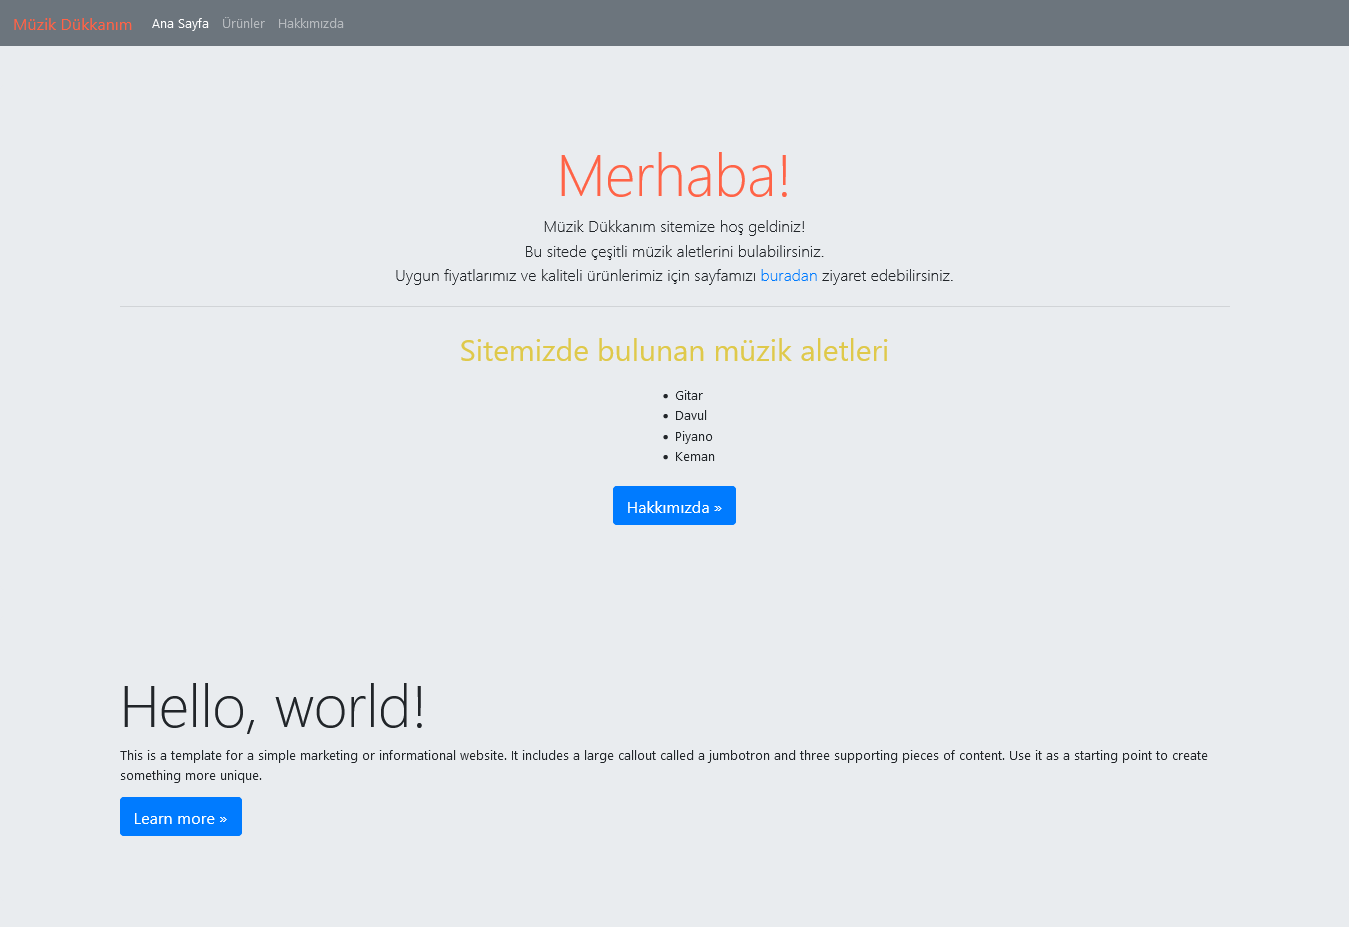 Müzik Dükkanım Ana Sayfa Ürünler Hakkımızda
Merhaba!
Müzik Dükkanım sitemize hoş geldiniz!
Bu sitede çeşitli müzik aletlerini bulabilirsiniz.
Uygun fiyatlarımız ve kaliteli ürünlerimiz için sayfamızı buradan ziyaret edebilirsiniz.
Sitemizde bulunan müzik aletleri
• Gitar
• Davul
• Piyano
• Keman
Hakkımızda »
Hello, world!
This is a template for a simple marketing or informational website. It includes a large callout called a jumbotron and three supporting pieces of content. Use it as a starting point to create
something more unique.
Learn more »